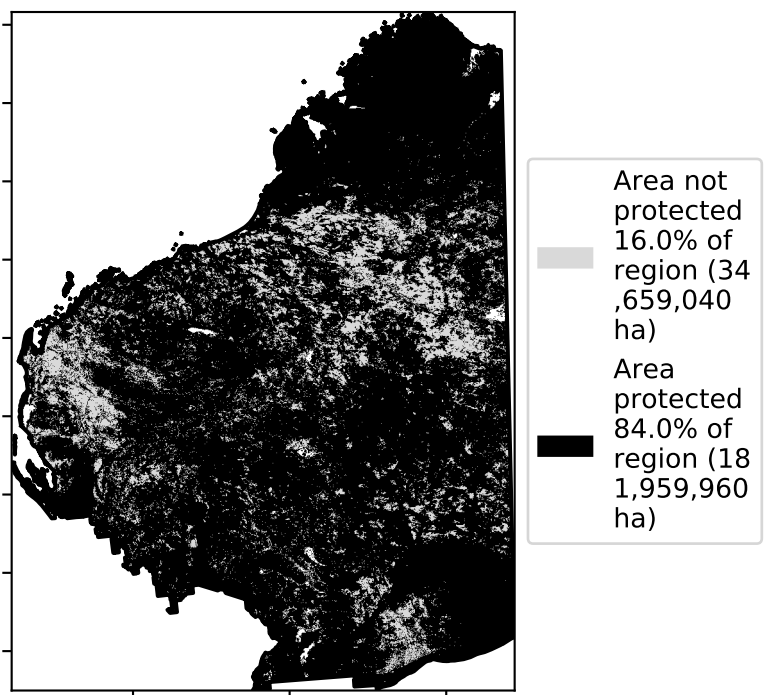 Area not
protected
16.0% of
region (34
,659,040
ha)
Area
protected
84.0% of
region (18
1,959,960
ha)